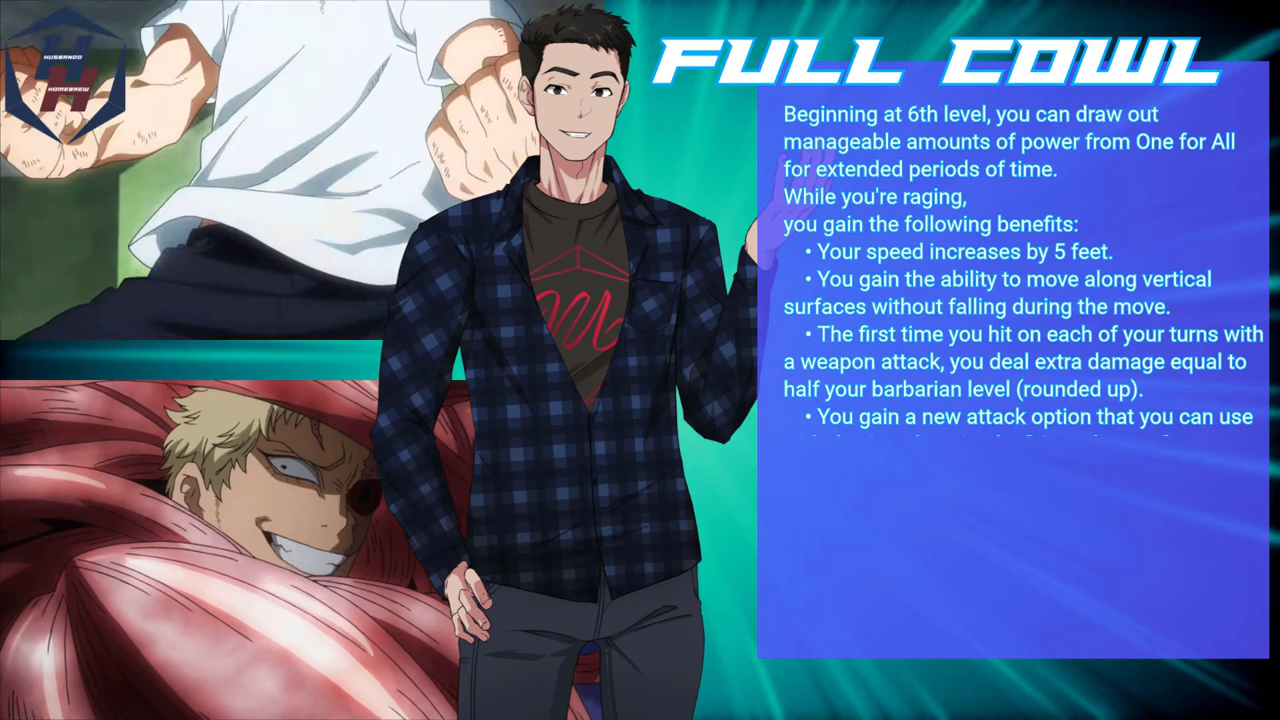 HUSBANDO
HH
HOMEBREW
FULL COWL
Beginning at 6th level, you can draw out
manageable amounts of power from One for All
for extended periods of time.
While you're raging,
you gain the following benefits:
• Your speed increases by 5 feet.
• You gain the ability to move along vertical
surfaces without falling during the move.
• The first time you hit on each of your turns with
a weapon attack, you deal extra damage equal to
half your barbarian level (rounded up).
• You gain a new attack option that you can use